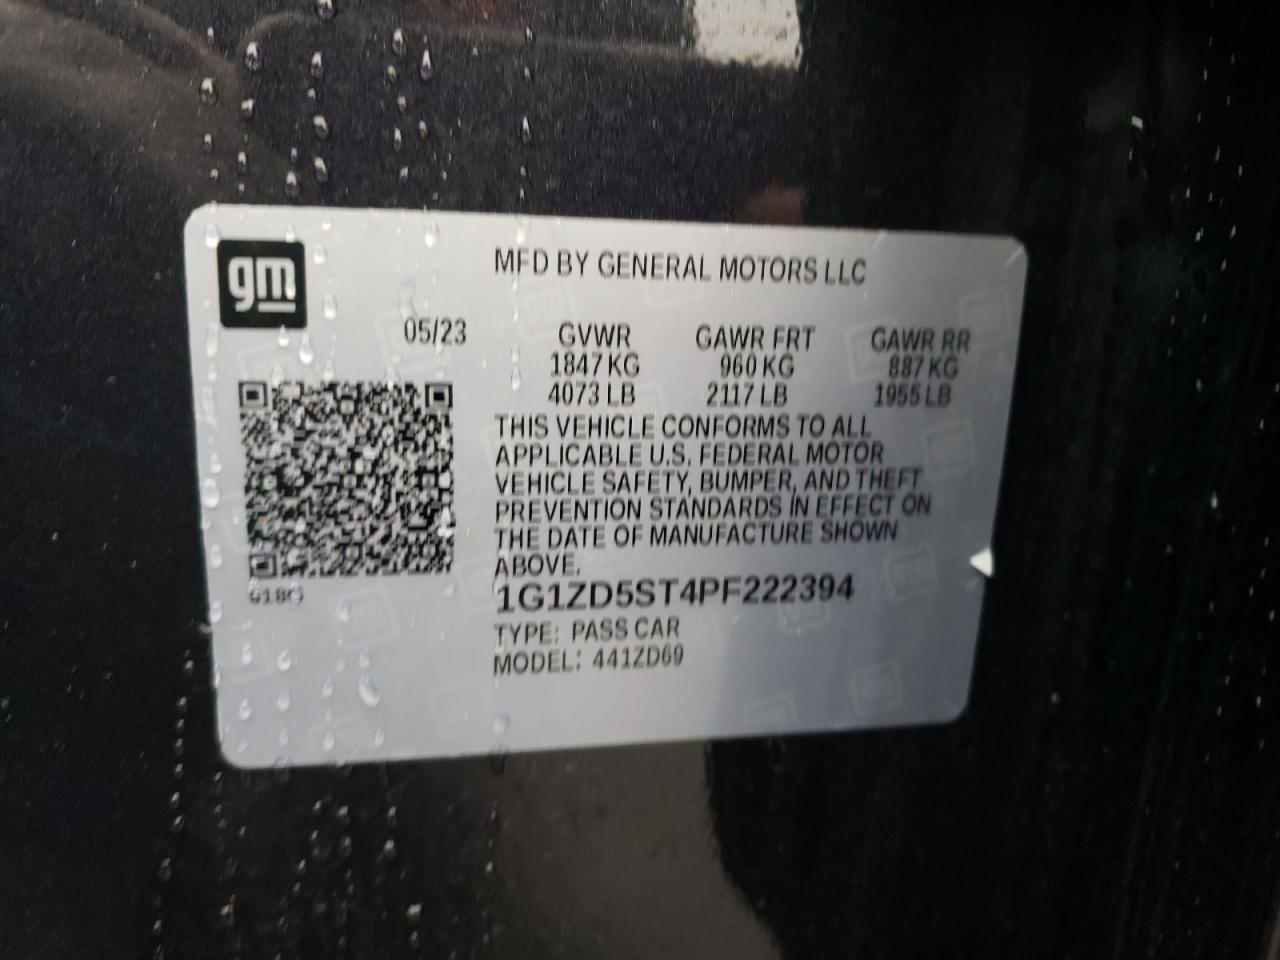 gm
MFD BY GENERAL MOTORS LLC
05/23
GVWR GAWR FRT GAWR RR
1847 KG 960 KG 887 KG
4073 LB 2117 LB 1955 LB
THIS VEHICLE CONFORMS TO ALL
APPLICABLE U.S. FEDERAL MOTOR
VEHICLE SAFETY, BUMPER, AND THEFT
PREVENTION STANDARDS IN EFFECT ON
THE DATE OF MANUFACTURE SHOWN
ABOVE.
1G1ZD5ST4PF222394
TYPE: PASS CAR
MODEL: 441ZD69